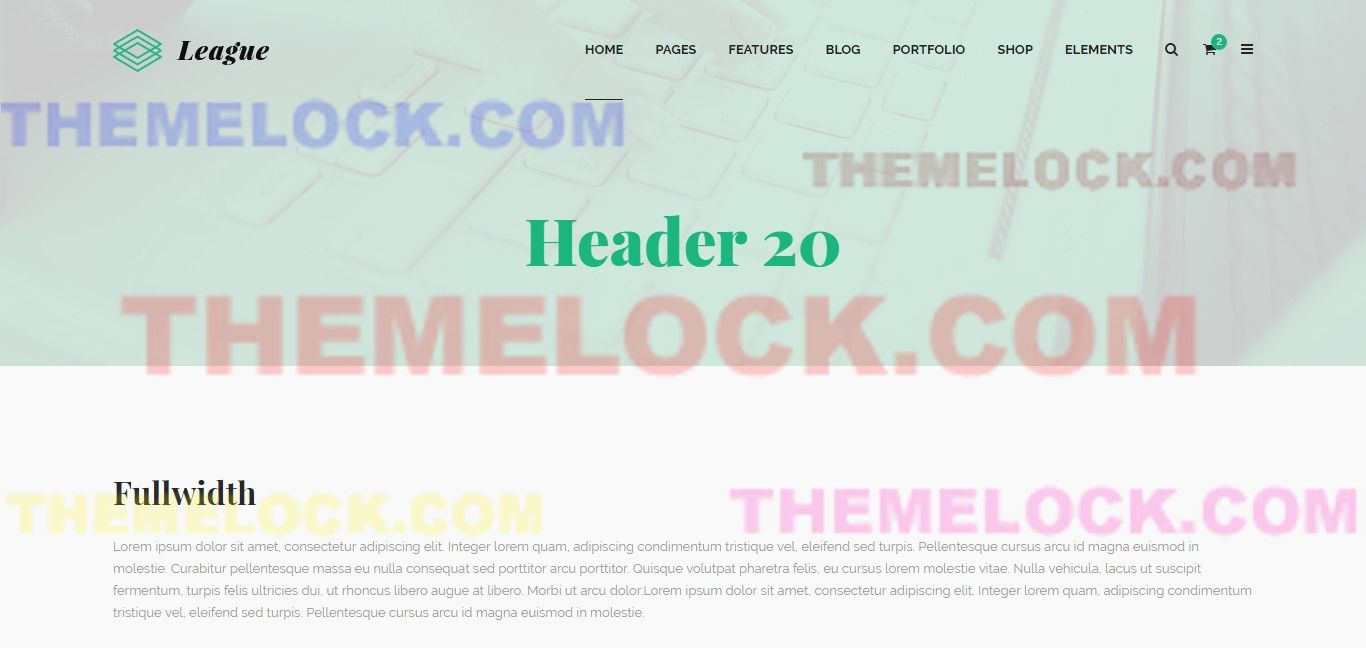 League
HOME PAGES FEATURES BLOG PORTFOLIO SHOP ELEMENTS 2
THEMELOCK.COM
THEMELOCK.COM
Header 20
THEMELOCK.COM
Fullwidth
THEMELOCK.COM
THEMELOCK.COM
Lorem ipsum dolor sit amet, consectetur adipiscing elit. Integer lorem quam, adipiscing condimentum tristique vel, eleifend sed turpis. Pellentesque cursus arcu id magna euismod in
molestie. Curabitur pellentesque massa eu nulla consequat sed porttitor arcu porttitor. Quisque volutpat pharetra felis, eu cursus lorem molestie vitae. Nulla vehicula, lacus ut suscipit
fermentum, turpis felis ultricies dui, ut rhoncus libero augue at libero. Morbi ut arcu dolor.Lorem ipsum dolor sit amet, consectetur adipiscing elit. Integer lorem quam, adipiscing condimentum
tristique vel, eleifend sed turpis. Pellentesque cursus arcu id magna euismod in molestie.